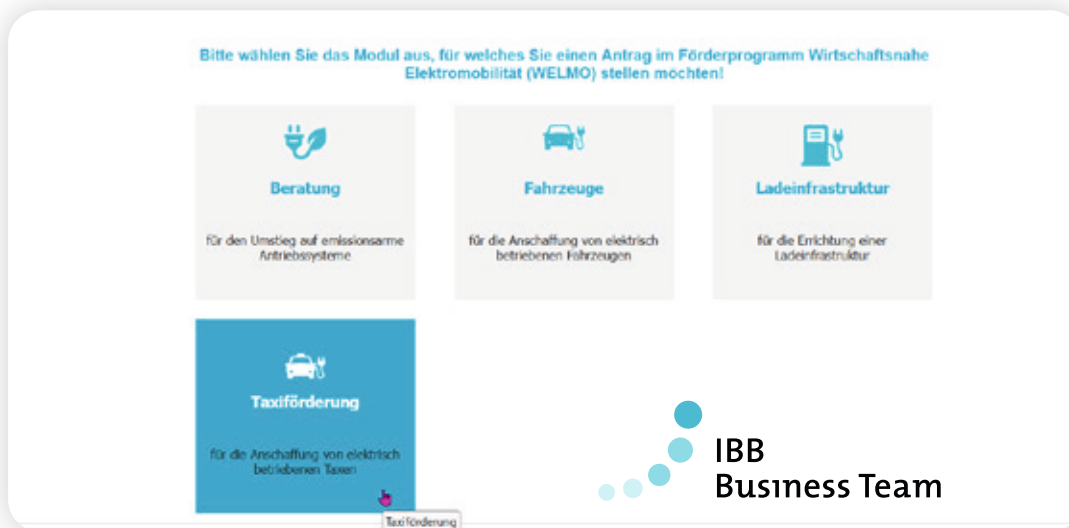 Bitte wählen Sie das Modul aus, für welches Sie einen Antrag im Förderprogramm Wirtschaftsnahe
Elektromobilität (WELMO) stellen möchten!
Beratung
für den Umstieg auf emissionsarme
Antriebssysteme
Fahrzeuge
für die Anschaffung von elektrisch
betriebenen Fahrzeugen
Ladeinfrastruktur
für die Errichtung einer
Ladeinfrastruktur
Taxiförderung
für die Anschaffung von elektrisch
betriebenen Taxen
Taxiförderung
IBB
Business Team